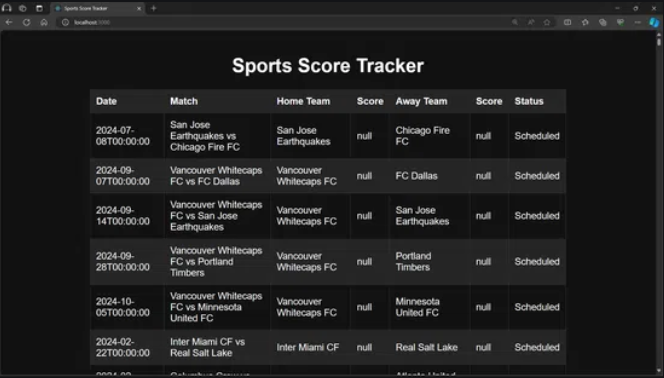 Sports Score Tracker
localhost:3000
Sports Score Tracker
Date Match Home Team Score Away Team Score Status
2024-07-08T00:00:00 San Jose Earthquakes vs Chicago Fire FC San Jose Earthquakes null Chicago Fire FC null Scheduled
2024-09-07T00:00:00 Vancouver Whitecaps FC vs FC Dallas Vancouver Whitecaps FC null FC Dallas null Scheduled
2024-09-14T00:00:00 Vancouver Whitecaps FC vs San Jose Earthquakes Vancouver Whitecaps FC null San Jose Earthquakes null Scheduled
2024-09-28T00:00:00 Vancouver Whitecaps FC vs Portland Timbers Vancouver Whitecaps FC null Portland Timbers null Scheduled
2024-10-05T00:00:00 Vancouver Whitecaps FC vs Minnesota United FC Vancouver Whitecaps FC null Minnesota United FC null Scheduled
2024-02-22T00:00:00 Inter Miami CF vs Real Salt Lake Inter Miami CF null Real Salt Lake null Scheduled